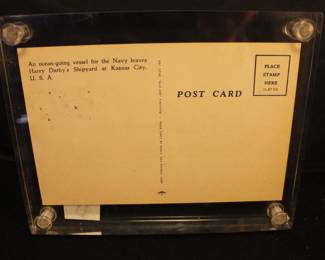 An ocean-going vessel for the Navy leaves
Harry Darby's Shipyard at Kansas City,
U. S. A.
POST CARD
PLACE
STAMP
HERE